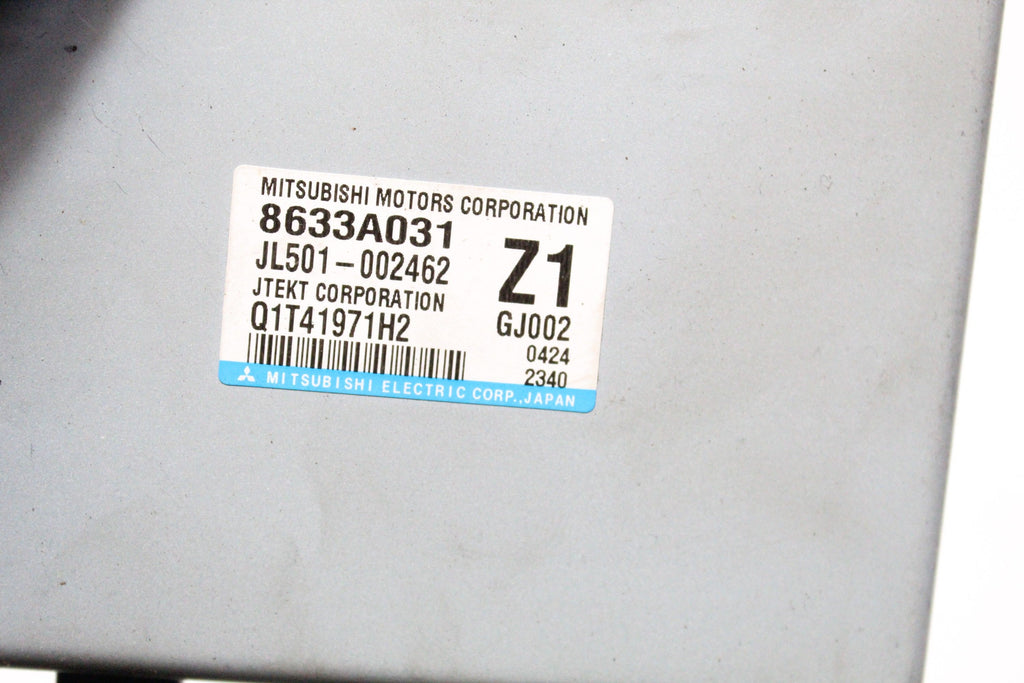 MITSUBISHI MOTORS CORPORATION
8633A031
JL501-002462
Z1
JTEKT CORPORATION
Q1T41971H2
GJ002
0424
2340
MITSUBISHI ELECTRIC CORP.,JAPAN